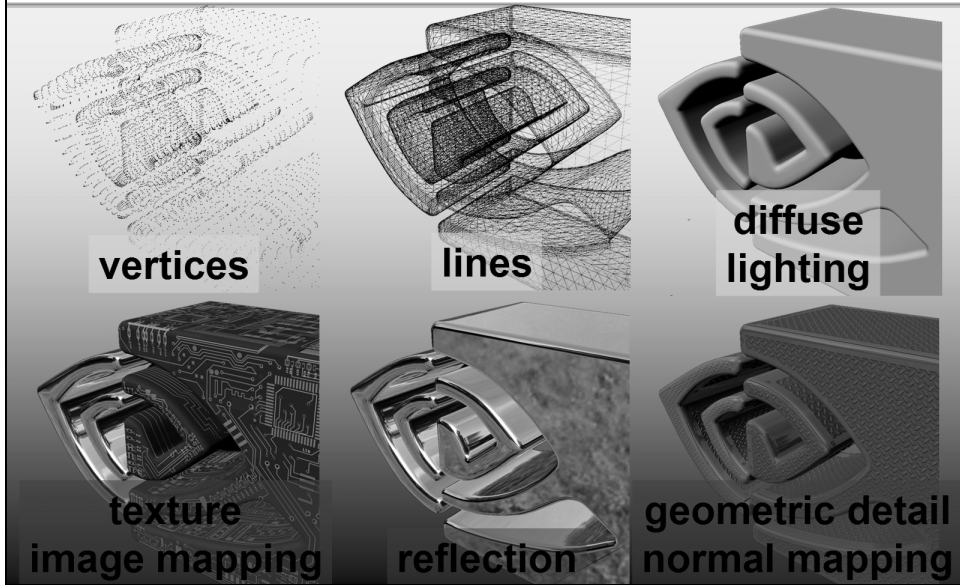 vertices
lines
diffuse
lighting
texture
image mapping
reflection
geometric detail
normal mapping